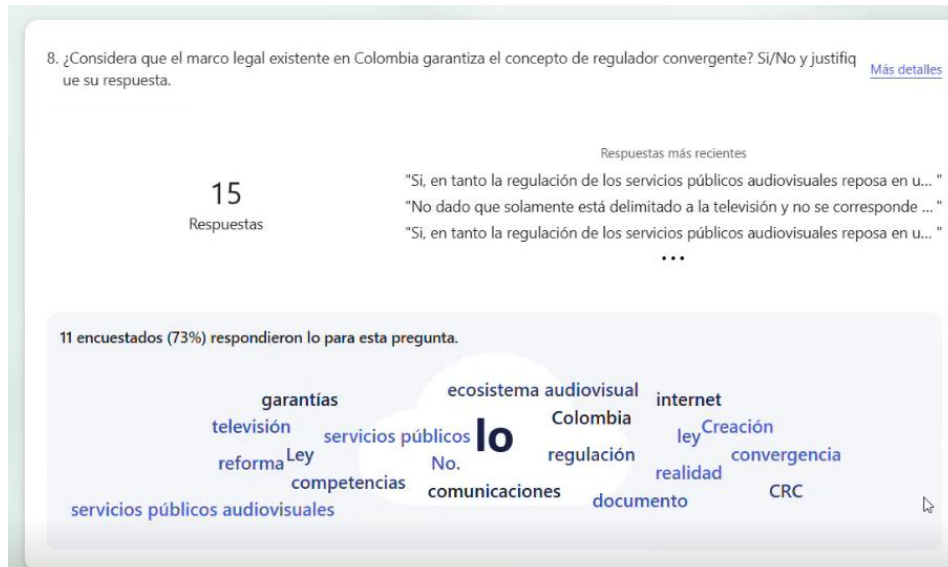 8. ¿Considera que el marco legal existente en Colombia garantiza el concepto de regulador convergente? Si/No y justifiq
ue su respuesta.
Más detalles
15
Respuestas
Respuestas más recientes
"Si, en tanto la regulación de los servicios públicos audiovisuales reposa en u... "
"No dado que solamente está delimitado a la televisión y no se corresponde ... "
"Si, en tanto la regulación de los servicios públicos audiovisuales reposa en u... "
...
11 encuestados (73%) respondieron lo para esta pregunta.
garantías ecosistema audiovisual internet
televisión servicios públicos lo Colombia ley Creación
reforma Ley No. regulación realidad convergencia
competencias comunicaciones documento CRC
servicios públicos audiovisuales